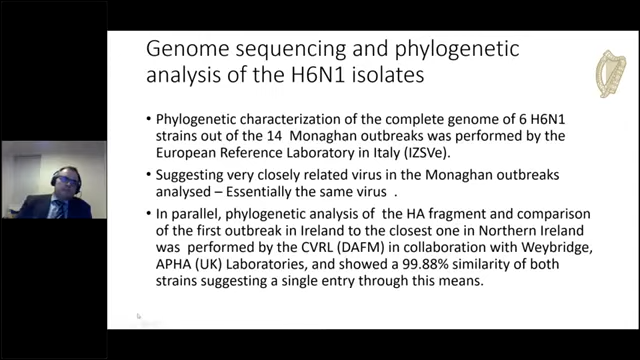 Genome sequencing and phylogenetic
analysis of the H6N1 isolates
• Phylogenetic characterization of the complete genome of 6 H6N1
strains out of the 14 Monaghan outbreaks was performed by the
European Reference Laboratory in Italy (IZSVe).
• Suggesting very closely related virus in the Monaghan outbreaks
analysed – Essentially the same virus .
• In parallel, phylogenetic analysis of the HA fragment and comparison
of the first outbreak in Ireland to the closest one in Northern Ireland
was performed by the CVRL (DAFM) in collaboration with Weybridge,
APHA (UK) Laboratories, and showed a 99.88% similarity of both
strains suggesting a single entry through this means.